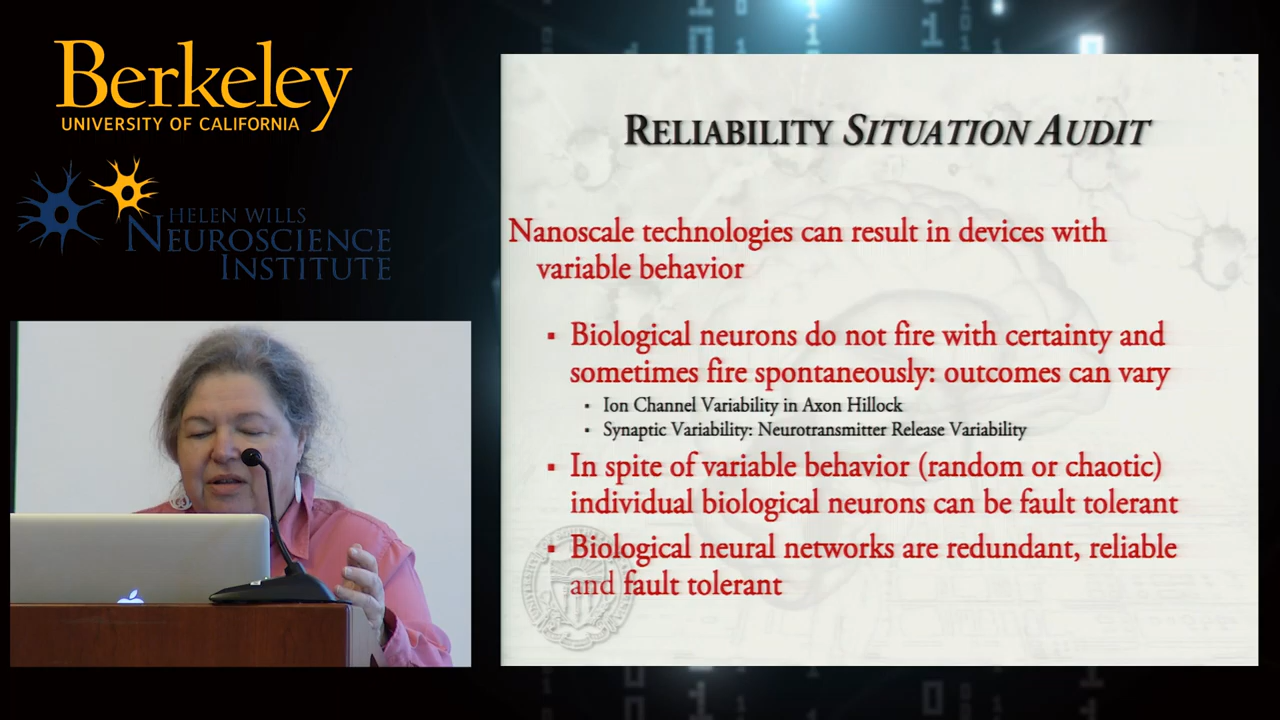 Berkeley
UNIVERSITY OF CALIFORNIA
HELEN WILLS
NEUROSCIENCE
INSTITUTE
RELIABILITY SITUATION AUDIT
Nanoscale technologies can result in devices with
variable behavior
▪ Biological neurons do not fire with certainty and
sometimes fire spontaneously: outcomes can vary
▪ Ion Channel Variability in Axon Hillock
▪ Synaptic Variability: Neurotransmitter Release Variability
▪ In spite of variable behavior (random or chaotic)
individual biological neurons can be fault tolerant
▪ Biological neural networks are redundant, reliable
and fault tolerant